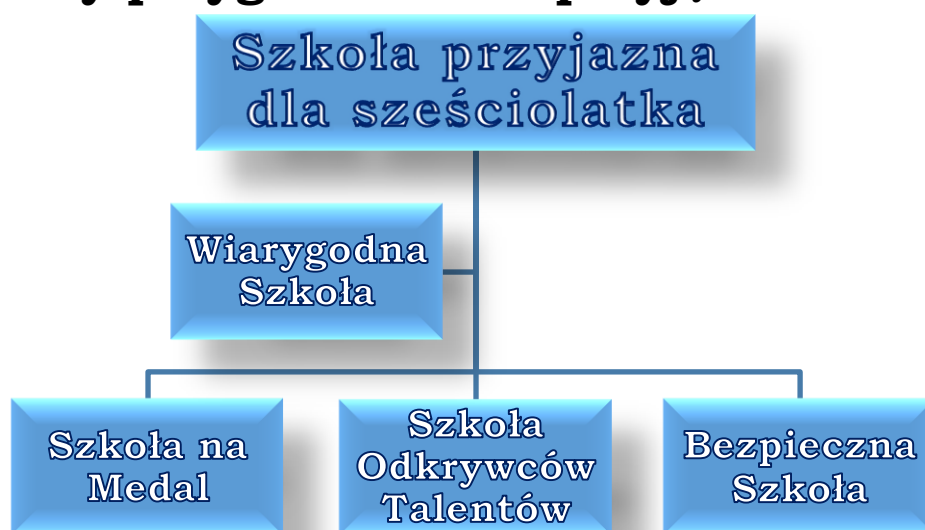 Szkoła przyjazna
dla sześciolatka
Wiarygodna
Szkoła
Szkoła na
Medal
Szkoła
Odkrywców
Talentów
Bezpieczna
Szkoła